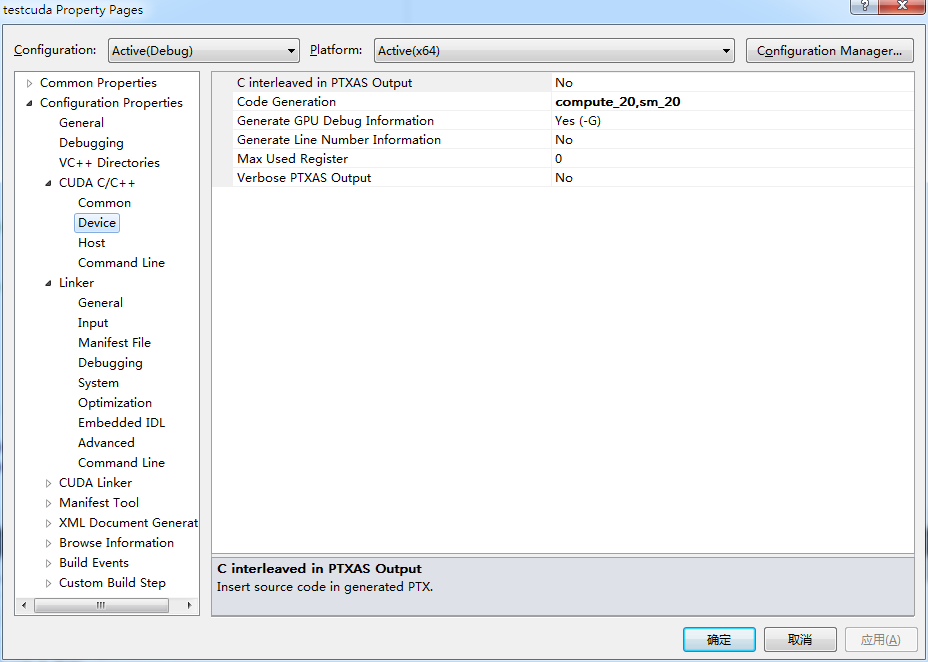 testcuda Property Pages
?
Configuration: Active(Debug) Platform: Active(x64) Configuration Manager...
Common Properties
Configuration Properties
General
Debugging
VC++ Directories
CUDA C/C++
Common
Device
Host
Command Line
Linker
General
Input
Manifest File
Debugging
System
Optimization
Embedded IDL
Advanced
Command Line
CUDA Linker
Manifest Tool
XML Document Generat
Browse Information
Build Events
Custom Build Step
C interleaved in PTXAS Output No
Code Generation compute_20,sm_20
Generate GPU Debug Information Yes (-G)
Generate Line Number Information No
Max Used Register 0
Verbose PTXAS Output No
C interleaved in PTXAS Output
Insert source code in generated PTX.
确定 取消 应用(A)